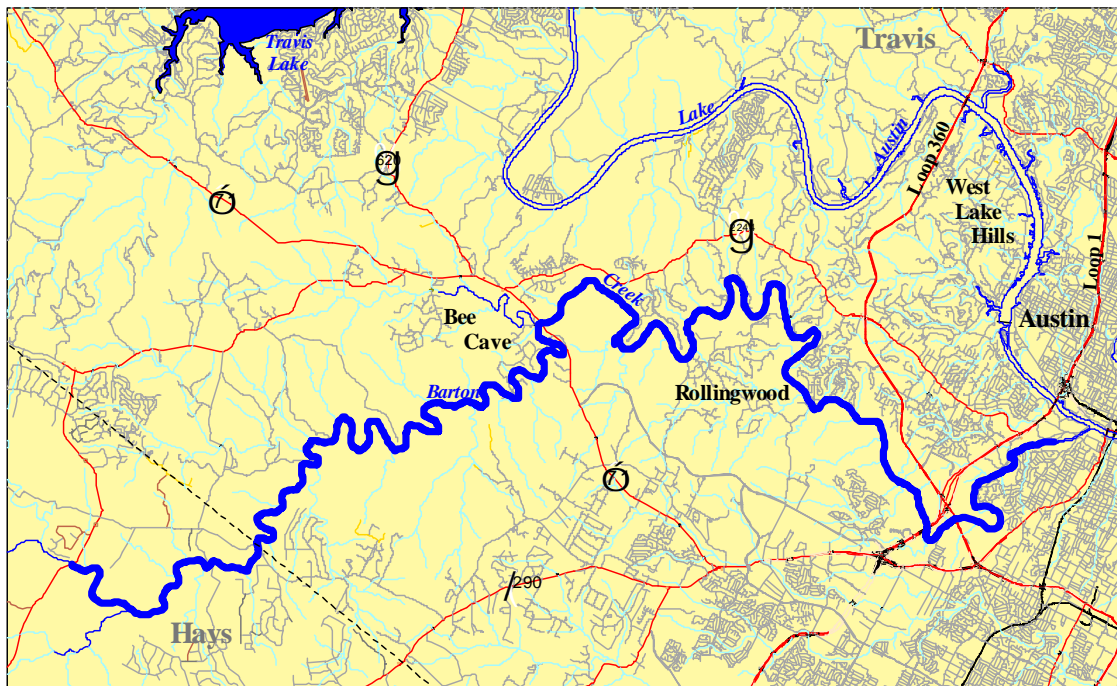 Travis
Lake
Travis
620
71
Lake
Austin
Loop 360
West
Lake
Hills
Loop 1
Creek
Bee
Cave
Austin
Barton
Rollingwood
71
290
Hays